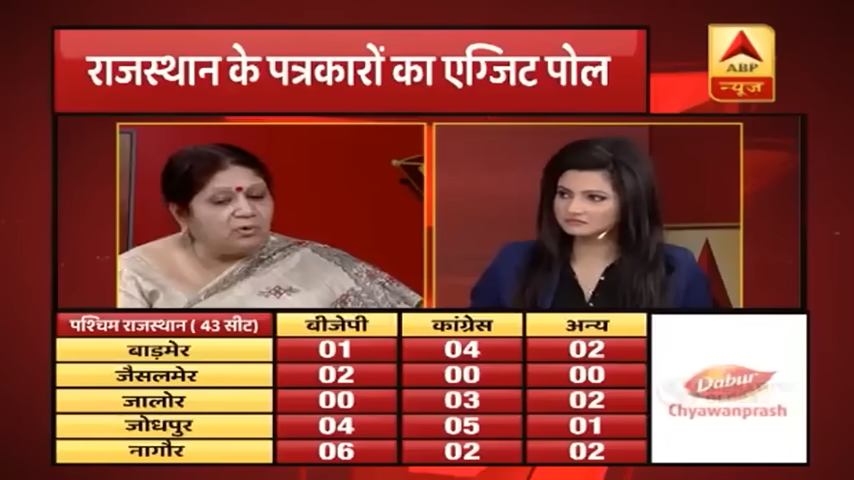 राजस्थान के पत्रकारों का एग्जिट पोल
ABP
न्यूज़
पश्चिम राजस्थान ( 43 सीट) बीजेपी कांग्रेस अन्य
बाड़मेर 01 04 02
जैसलमेर 02 00 00
जालोर 00 03 02
जोधपुर 04 05 01
नागौर 06 02 02
Dabur
Chyawanprash